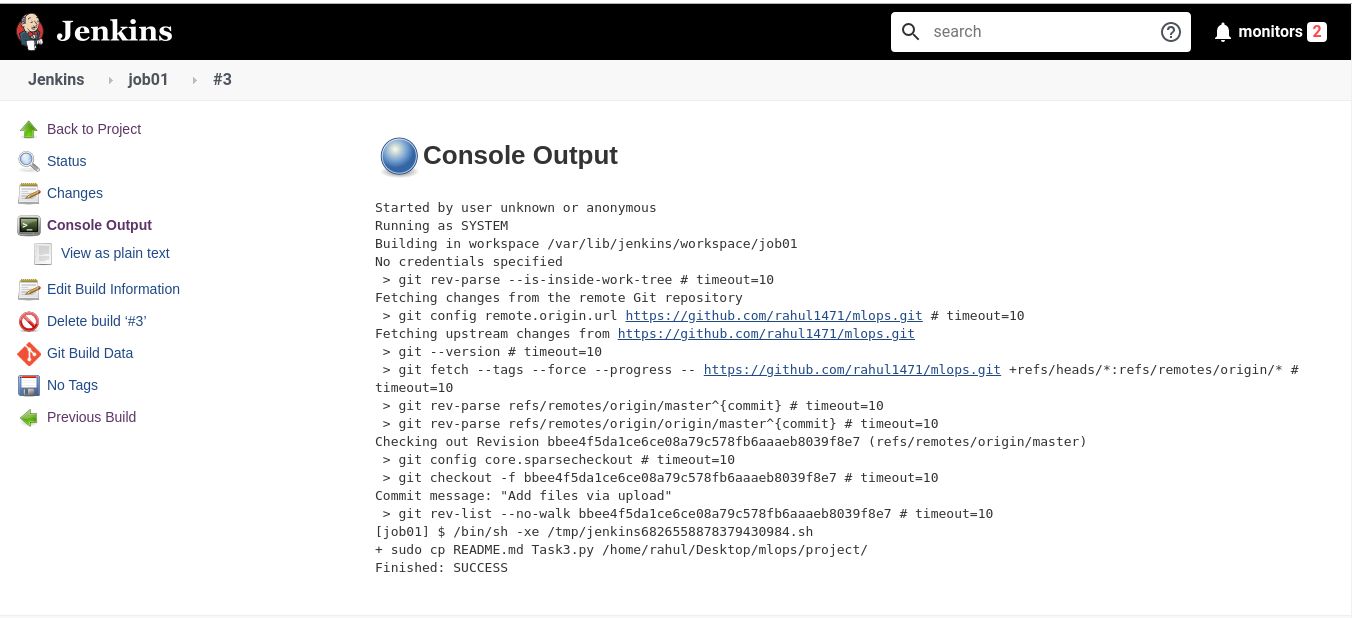 Jenkins
search
monitors 2
Jenkins job01 #3
Back to Project
Status
Changes
Console Output
View as plain text
Edit Build Information
Delete build ‘#3’
Git Build Data
No Tags
Previous Build
Console Output
Started by user unknown or anonymous
Running as SYSTEM
Building in workspace /var/lib/jenkins/workspace/job01
No credentials specified
 > git rev-parse --is-inside-work-tree # timeout=10
Fetching changes from the remote Git repository
 > git config remote.origin.url https://github.com/rahul1471/mlops.git # timeout=10
Fetching upstream changes from https://github.com/rahul1471/mlops.git
 > git --version # timeout=10
 > git fetch --tags --force --progress -- https://github.com/rahul1471/mlops.git +refs/heads/*:refs/remotes/origin/* #
timeout=10
 > git rev-parse refs/remotes/origin/master^{commit} # timeout=10
 > git rev-parse refs/remotes/origin/origin/master^{commit} # timeout=10
Checking out Revision bbee4f5da1ce6ce08a79c578fb6aaaeb8039f8e7 (refs/remotes/origin/master)
 > git config core.sparsecheckout # timeout=10
 > git checkout -f bbee4f5da1ce6ce08a79c578fb6aaaeb8039f8e7 # timeout=10
Commit message: "Add files via upload"
 > git rev-list --no-walk bbee4f5da1ce6ce08a79c578fb6aaaeb8039f8e7 # timeout=10
[job01] $ /bin/sh -xe /tmp/jenkins6826558878379430984.sh
+ sudo cp README.md Task3.py /home/rahul/Desktop/mlops/project/
Finished: SUCCESS